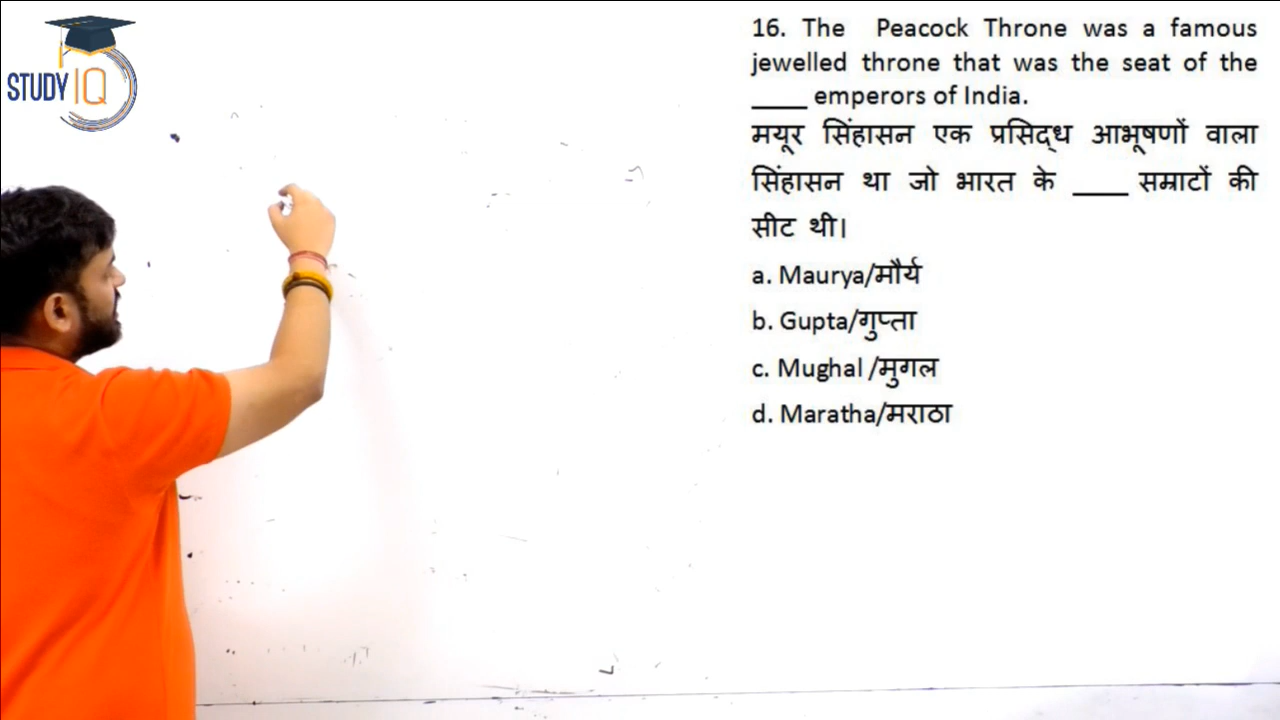 STUDY IQ
16. The Peacock Throne was a famous
jewelled throne that was the seat of the
____ emperors of India.
मयूर सिंहासन एक प्रसिद्ध आभूषणों वाला
सिंहासन था जो भारत के ____ सम्राटों की
सीट थी।
a. Maurya/मौर्य
b. Gupta/गुप्ता
c. Mughal /मुगल
d. Maratha/मराठा